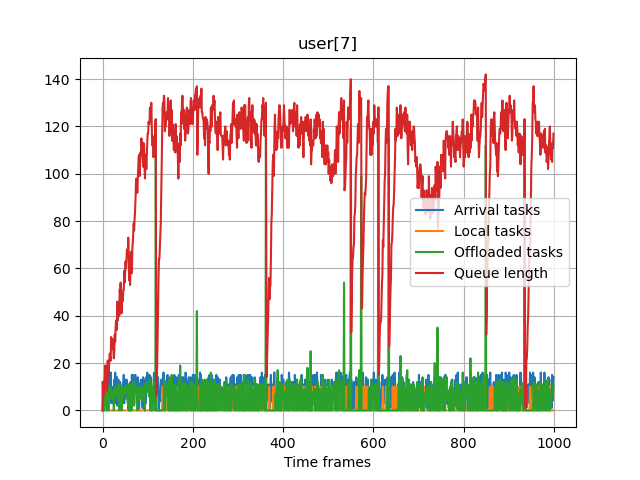 user[7]
140
120
100
80
60
40
20
0
Arrival tasks
Local tasks
Offloaded tasks
Queue length
0 200 400 600 800 1000
Time frames